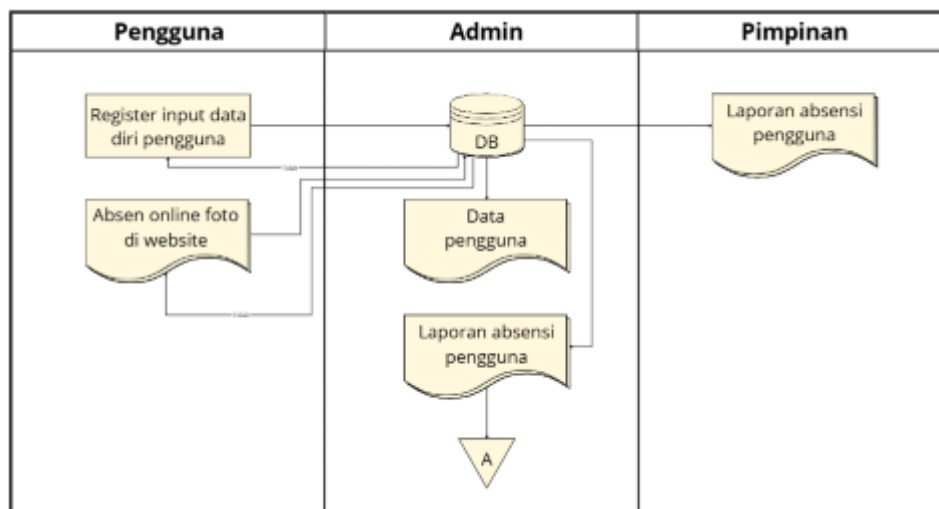 Pengguna
Admin
Pimpinan
Register input data
diri pengguna
DB
Laporan absensi
pengguna
Absen online foto
di website
Data
pengguna
Laporan absensi
pengguna
A